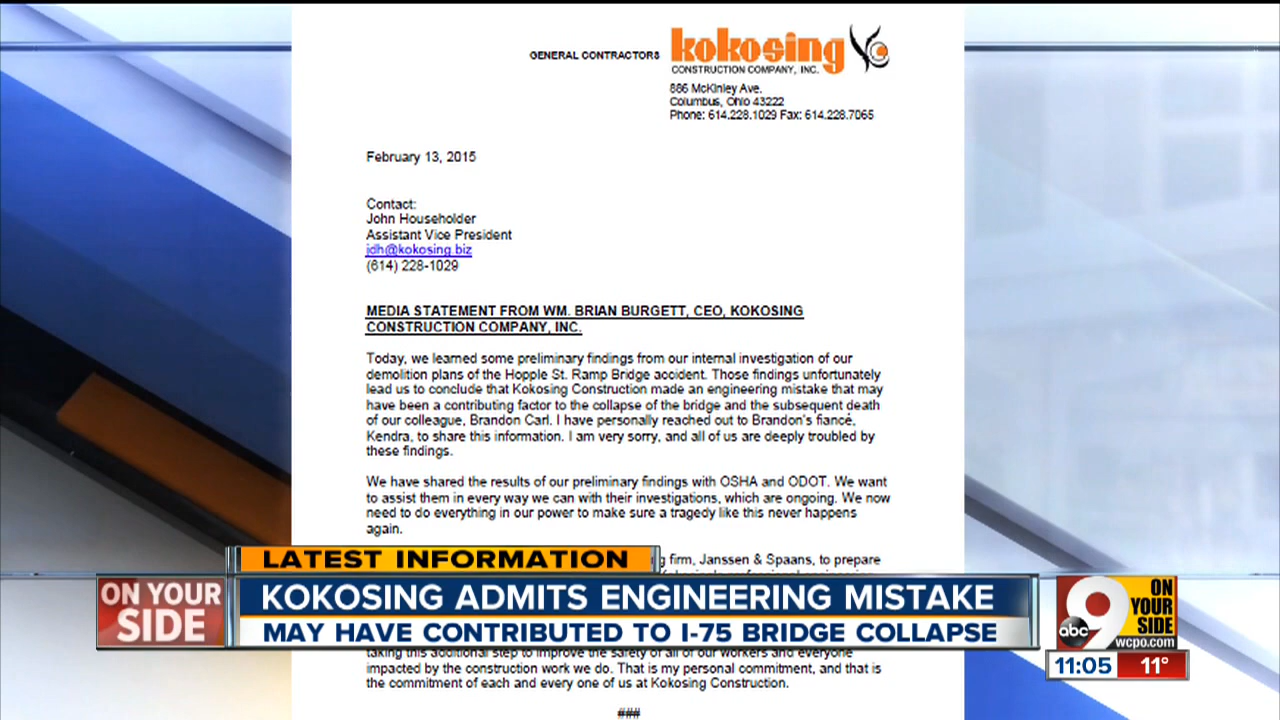 GENERAL CONTRACTORS
kokosing
CONSTRUCTION COMPANY, INC.
886 McKinley Ave.
Columbus, Ohio 43222
Phone: 614.228.1029 Fax: 614.228.7065
February 13, 2015
Contact:
John Householder
Assistant Vice President
jdh@kokosing.biz
(614) 228-1029
MEDIA STATEMENT FROM WM. BRIAN BURGETT, CEO, KOKOSING
CONSTRUCTION COMPANY, INC.
Today, we learned some preliminary findings from our internal investigation of our
demolition plans of the Hopple St. Ramp Bridge accident. Those findings unfortunately
lead us to conclude that Kokosing Construction made an engineering mistake that may
have been a contributing factor to the collapse of the bridge and the subsequent death
of our colleague, Brandon Carl. I have personally reached out to Brandon's fiancé,
Kendra, to share this information. I am very sorry, and all of us are deeply troubled by
these findings.
We have shared the results of our preliminary findings with OSHA and ODOT. We want
to assist them in every way we can with their investigations, which are ongoing. We now
need to do everything in our power to make sure a tragedy like this never happens
again.
firm, Janssen & Spaans, to prepare
LATEST INFORMATION
ON YOUR
SIDE
KOKOSING ADMITS ENGINEERING MISTAKE
MAY HAVE CONTRIBUTED TO I-75 BRIDGE COLLAPSE
taking this additional step to improve the safety of all of our workers and everyone
impacted by the construction work we do. That is my personal commitment, and that is
the commitment of each and every one of us at Kokosing Construction.
###
9
abc
ON
YOUR
SIDE
wcpo.com
11:05 11°